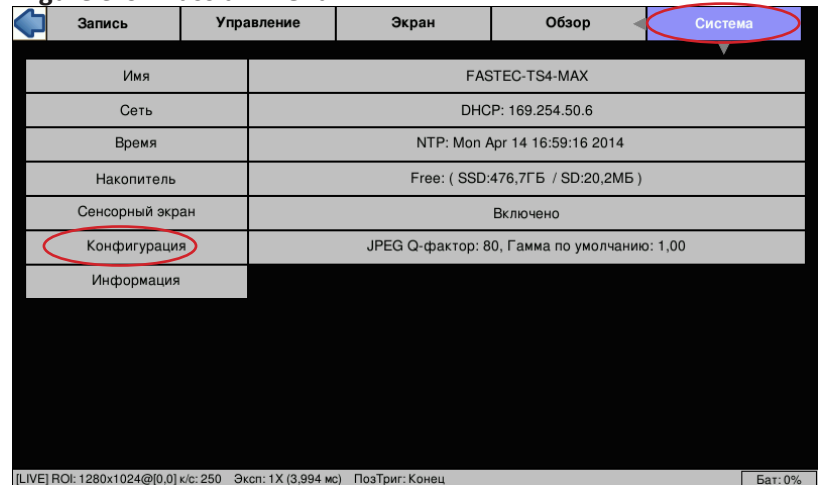 Запись Управление Экран Обзор Система
Имя FASTEC-TS4-MAX
Сеть DHCP: 169.254.50.6
Время NTP: Mon Apr 14 16:59:16 2014
Накопитель Free: ( SSD:476,7ГБ / SD:20,2МБ )
Сенсорный экран Включено
Конфигурация JPEG Q-фактор: 80, Гамма по умолчанию: 1,00
Информация
[LIVE] ROI: 1280x1024@[0,0] к/с: 250 Эксп: 1X (3,994 мс) ПозТриг: Конец Бат: 0%